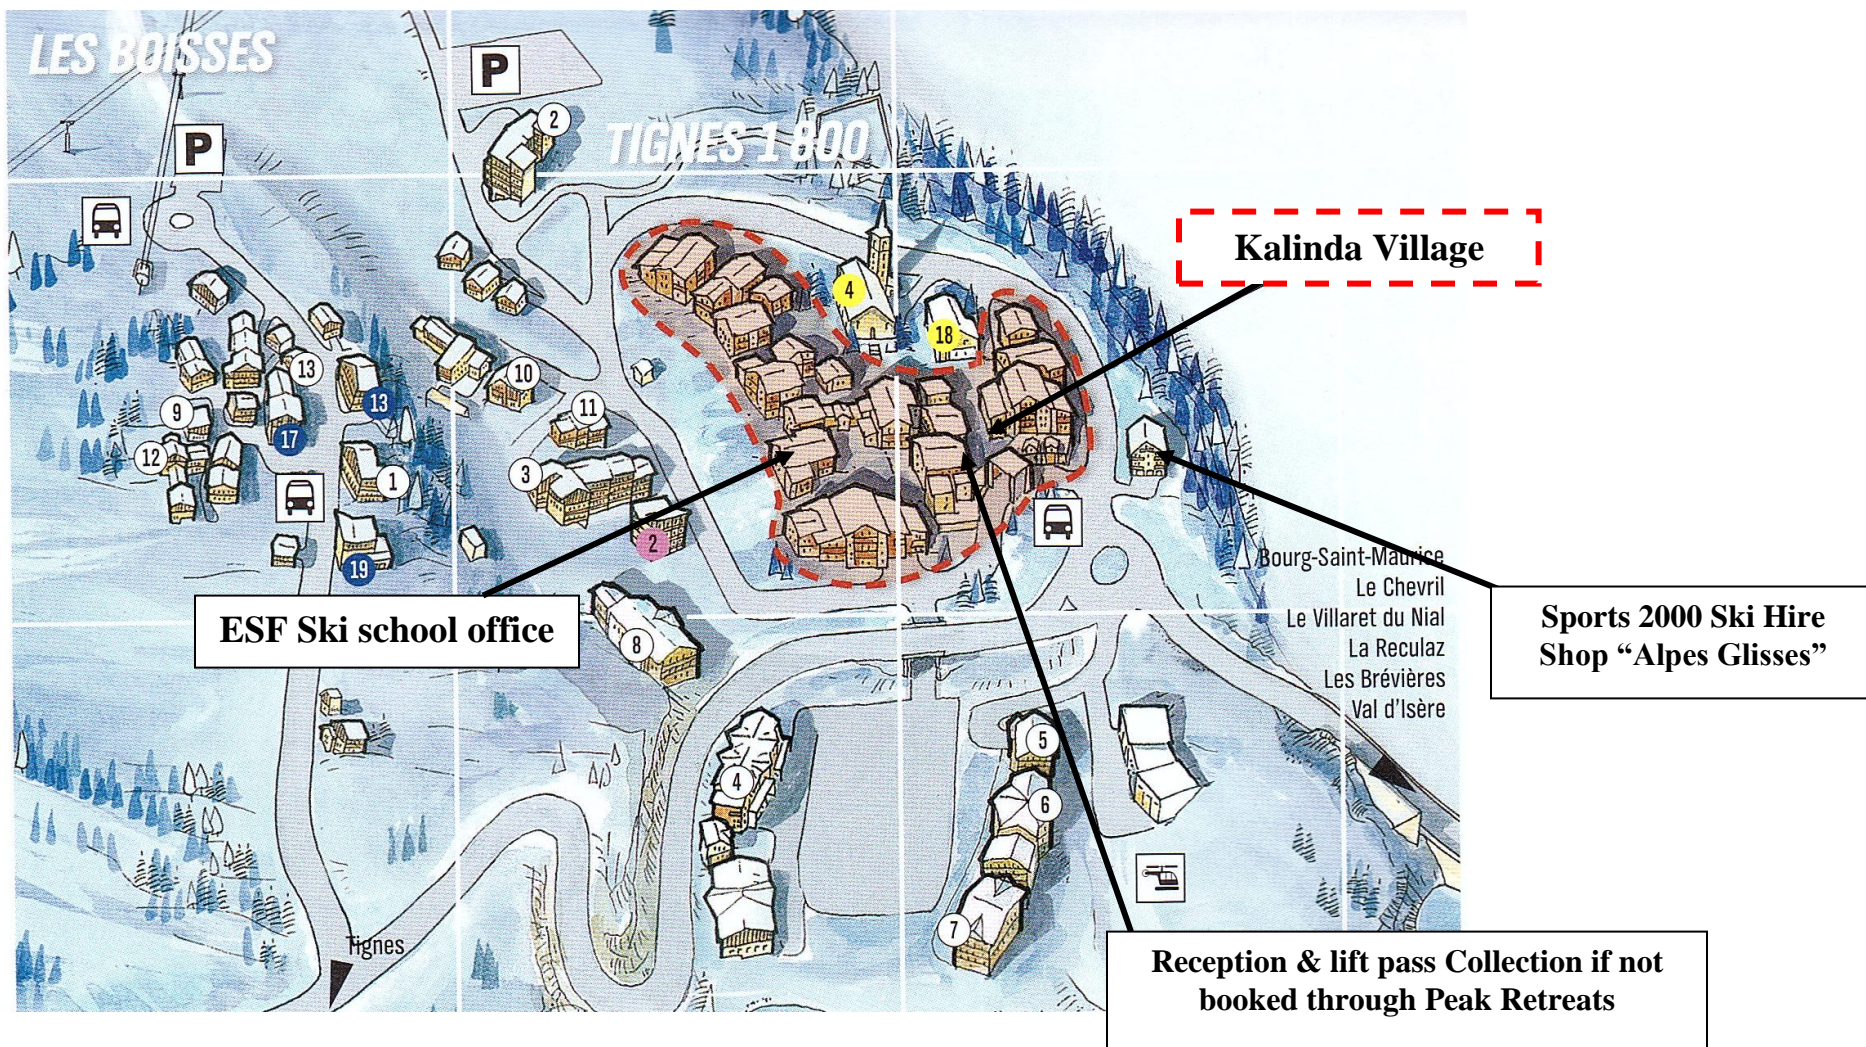 LES BOISSES
P
2
TIGNES 1 800
P
Kalinda Village
4
18
13
10
13
9
11
17
12
3
1
2
19
Bourg-Saint-Maurice
Le Chevril
Le Villaret du Nial
La Reculaz
Les Brévières
Val d'Isère
ESF Ski school office
8
Sports 2000 Ski Hire
Shop “Alpes Glisses”
5
4
6
7
Tignes
Reception & lift pass Collection if not
booked through Peak Retreats